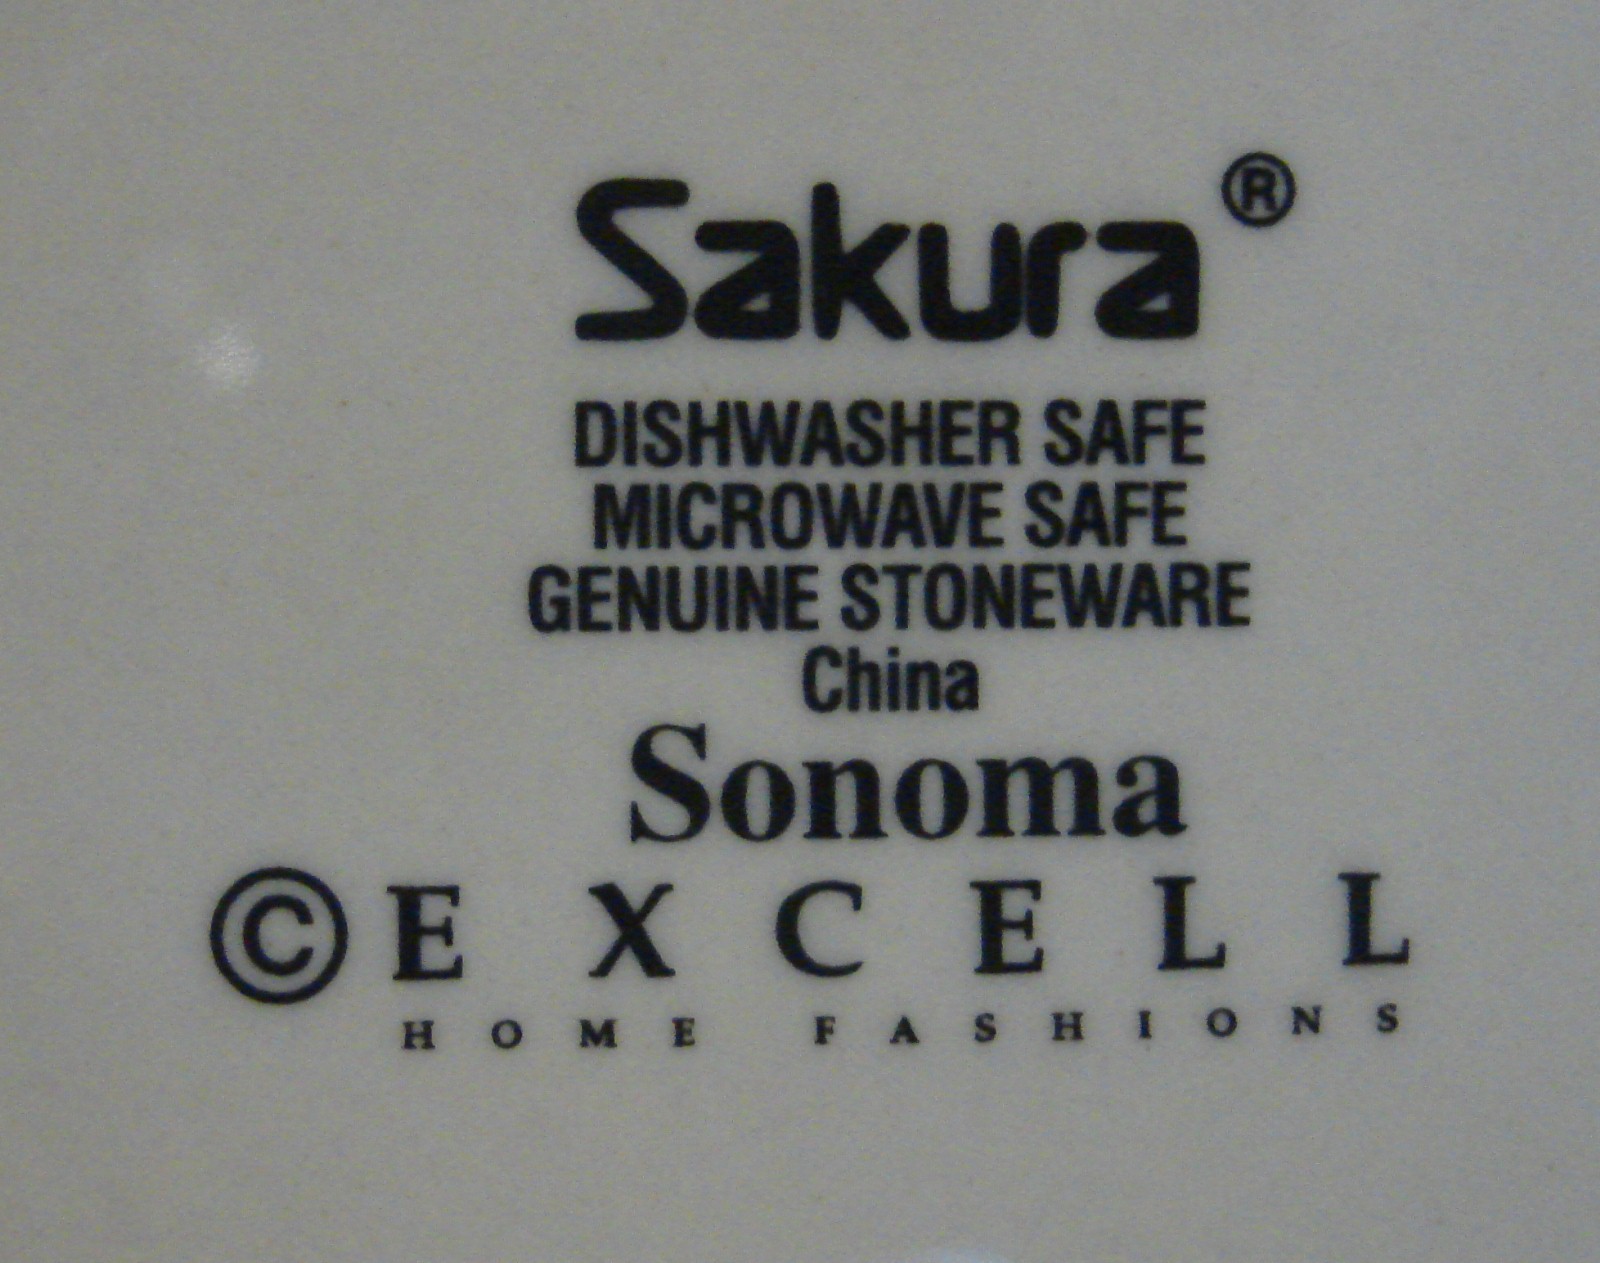 Sakura®
DISHWASHER SAFE
MICROWAVE SAFE
GENUINE STONEWARE
China
Sonoma
© EXCELL
HOME FASHIONS